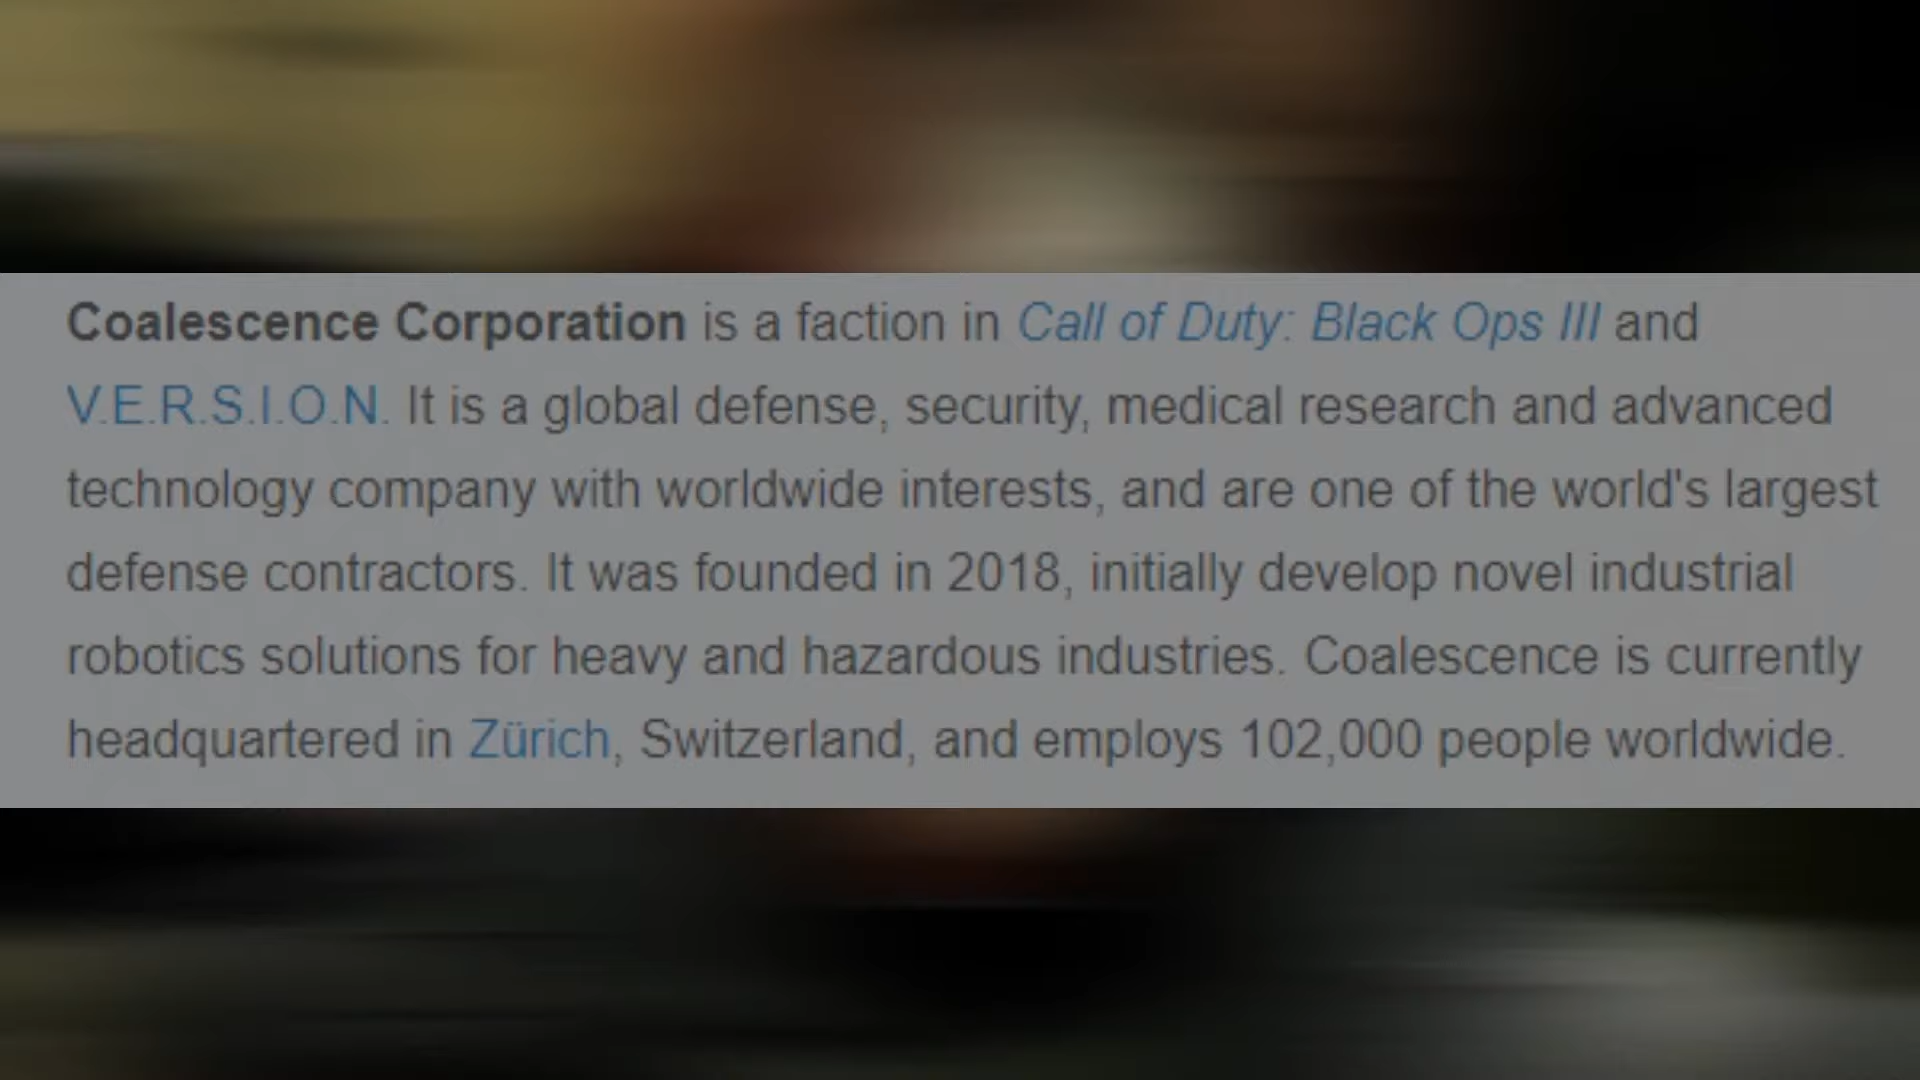 Coalescence Corporation is a faction in Call of Duty: Black Ops III and
V.E.R.S.I.O.N. It is a global defense, security, medical research and advanced
technology company with worldwide interests, and are one of the world's largest
defense contractors. It was founded in 2018, initially develop novel industrial
robotics solutions for heavy and hazardous industries. Coalescence is currently
headquartered in Zürich, Switzerland, and employs 102,000 people worldwide.